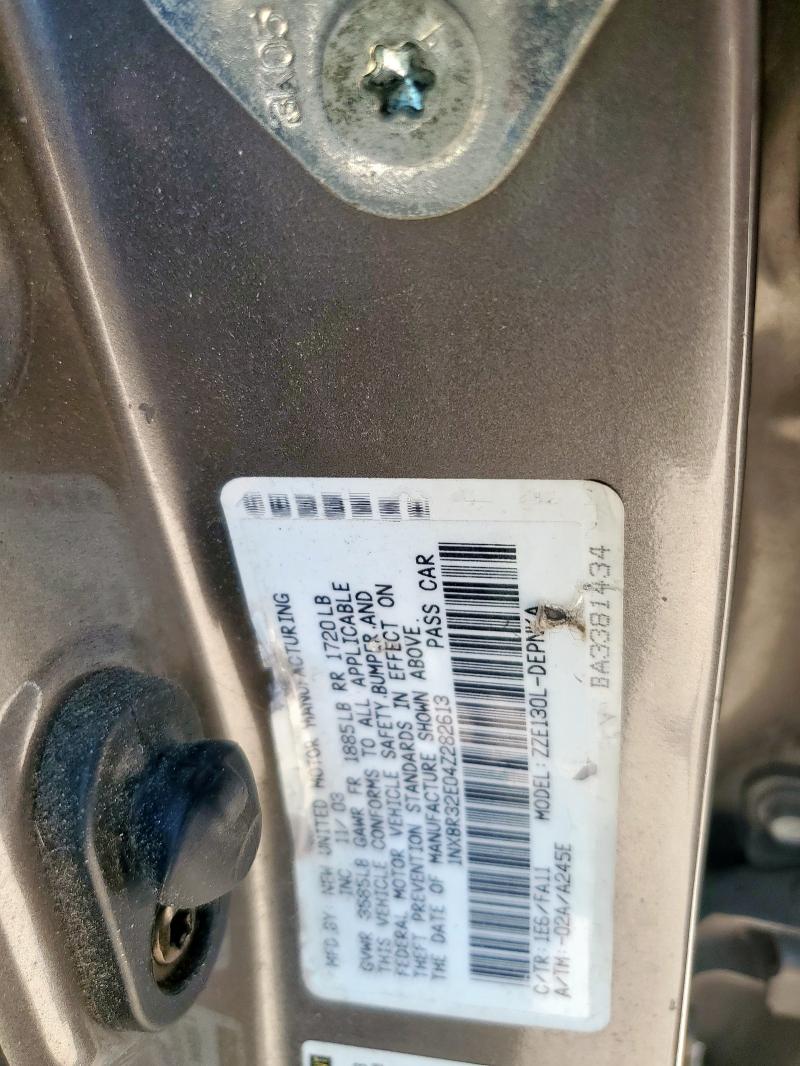 MFD BY: NEW UNITED MOTOR MANUFACTURING
INC 11/03
GVWR 3585LB GAWR FR 1885LB RR 1720LB
THIS VEHICLE CONFORMS TO ALL APPLICABLE
FEDERAL MOTOR VEHICLE SAFETY, BUMPER AND
THEFT PREVENTION STANDARDS IN EFFECT ON
THE DATE OF MANUFACTURE SHOWN ABOVE.
1NXBR32E04Z282613 PASS CAR
C/TR: 1E6/FA11 MODEL: ZZE130L-DEPNKA
A/TM: -02A/A245E
BA3381434